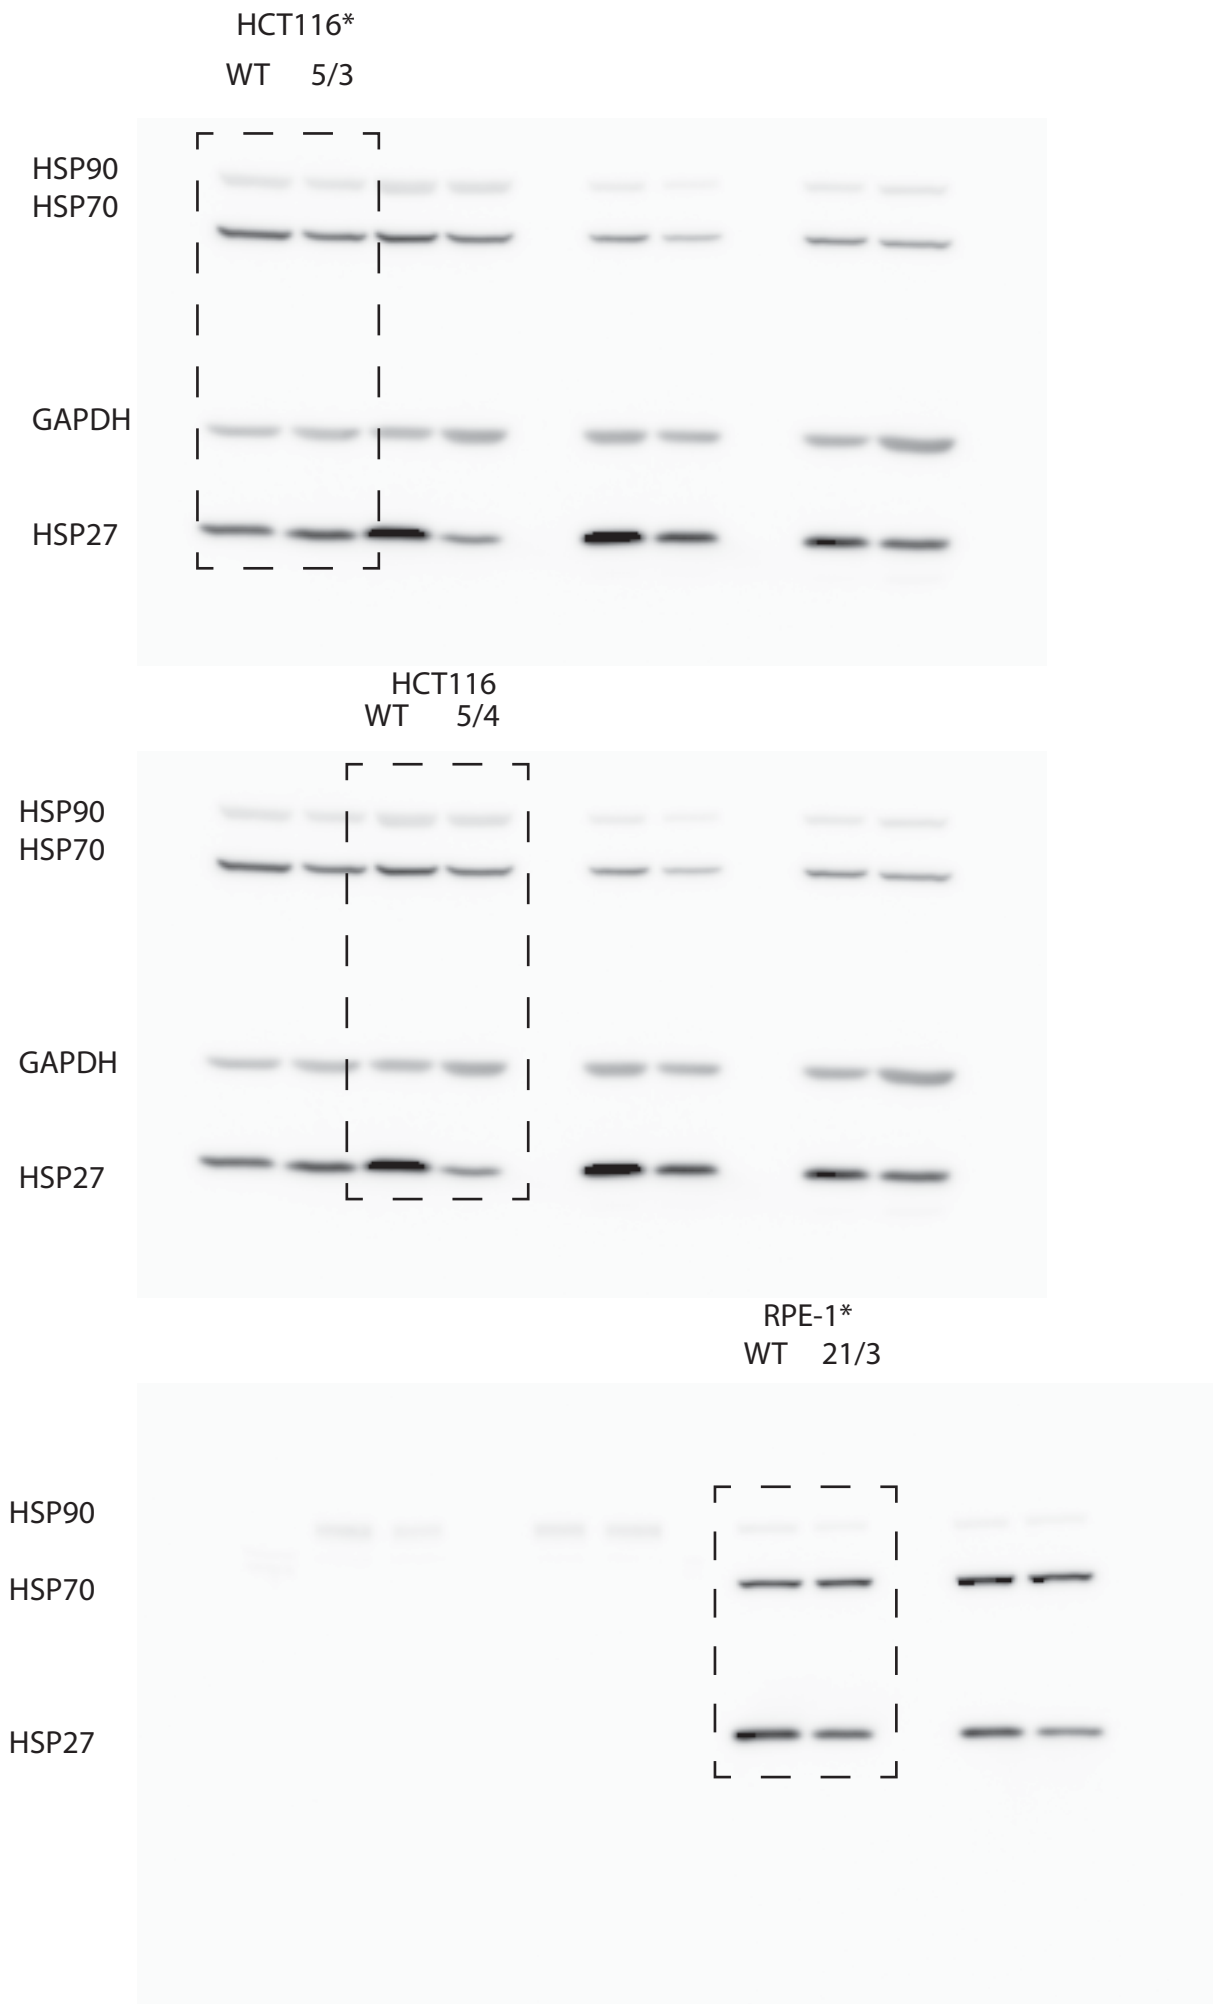 HCT116*
WT 5/3
HSP90
HSP70
GAPDH
HSP27
HCT116
WT 5/4
HSP90
HSP70
GAPDH
HSP27
RPE-1*
WT 21/3
HSP90
HSP70
HSP27